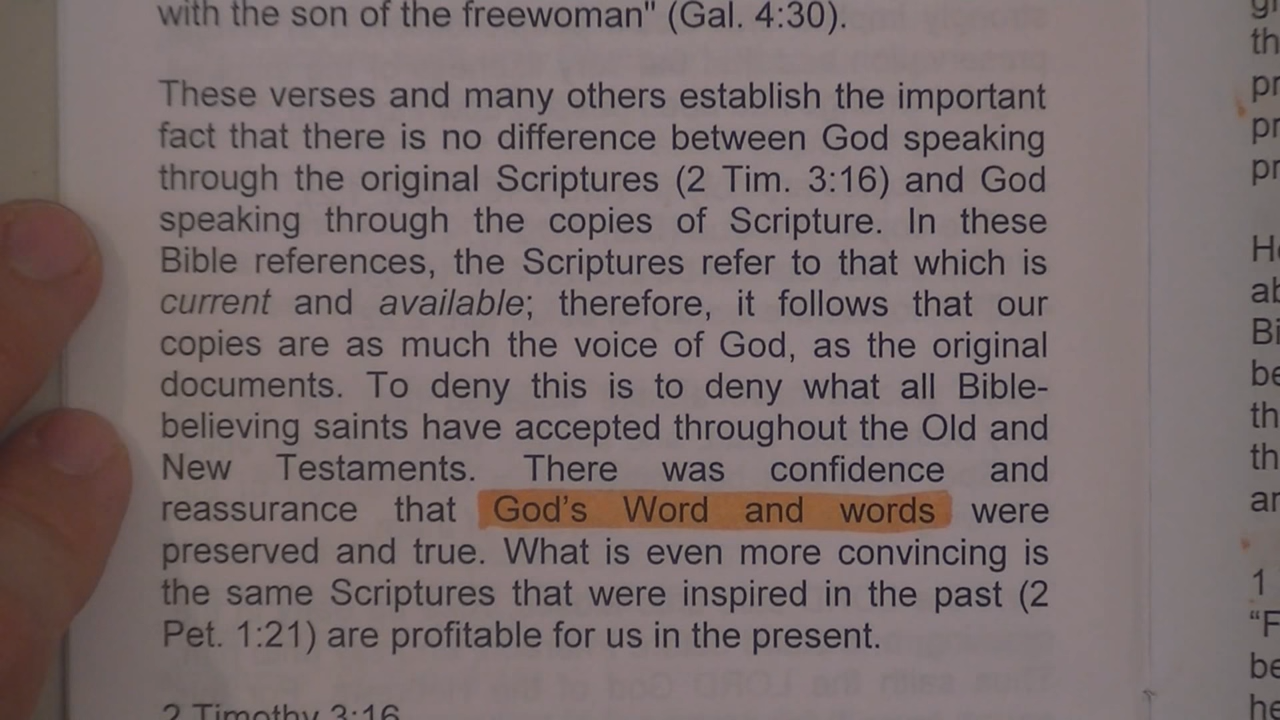 with the son of the freewoman" (Gal. 4:30).
These verses and many others establish the important
fact that there is no difference between God speaking
through the original Scriptures (2 Tim. 3:16) and God
speaking through the copies of Scripture. In these
Bible references, the Scriptures refer to that which is
current and available; therefore, it follows that our
copies are as much the voice of God, as the original
documents. To deny this is to deny what all Bible-
believing saints have accepted throughout the Old and
New Testaments. There was confidence and
reassurance that God's Word and words were
preserved and true. What is even more convincing is
the same Scriptures that were inspired in the past (2
Pet. 1:21) are profitable for us in the present.
2 Timothy 3:16